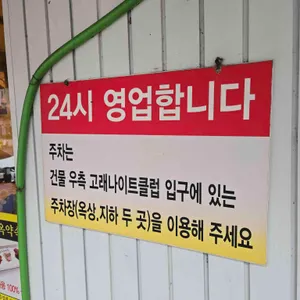 24시 영업합니다
주차는
건물 우측 고래나이트클럽 입구에 있는
주차장(옥상,지하 두 곳)을 이용해 주세요
100%